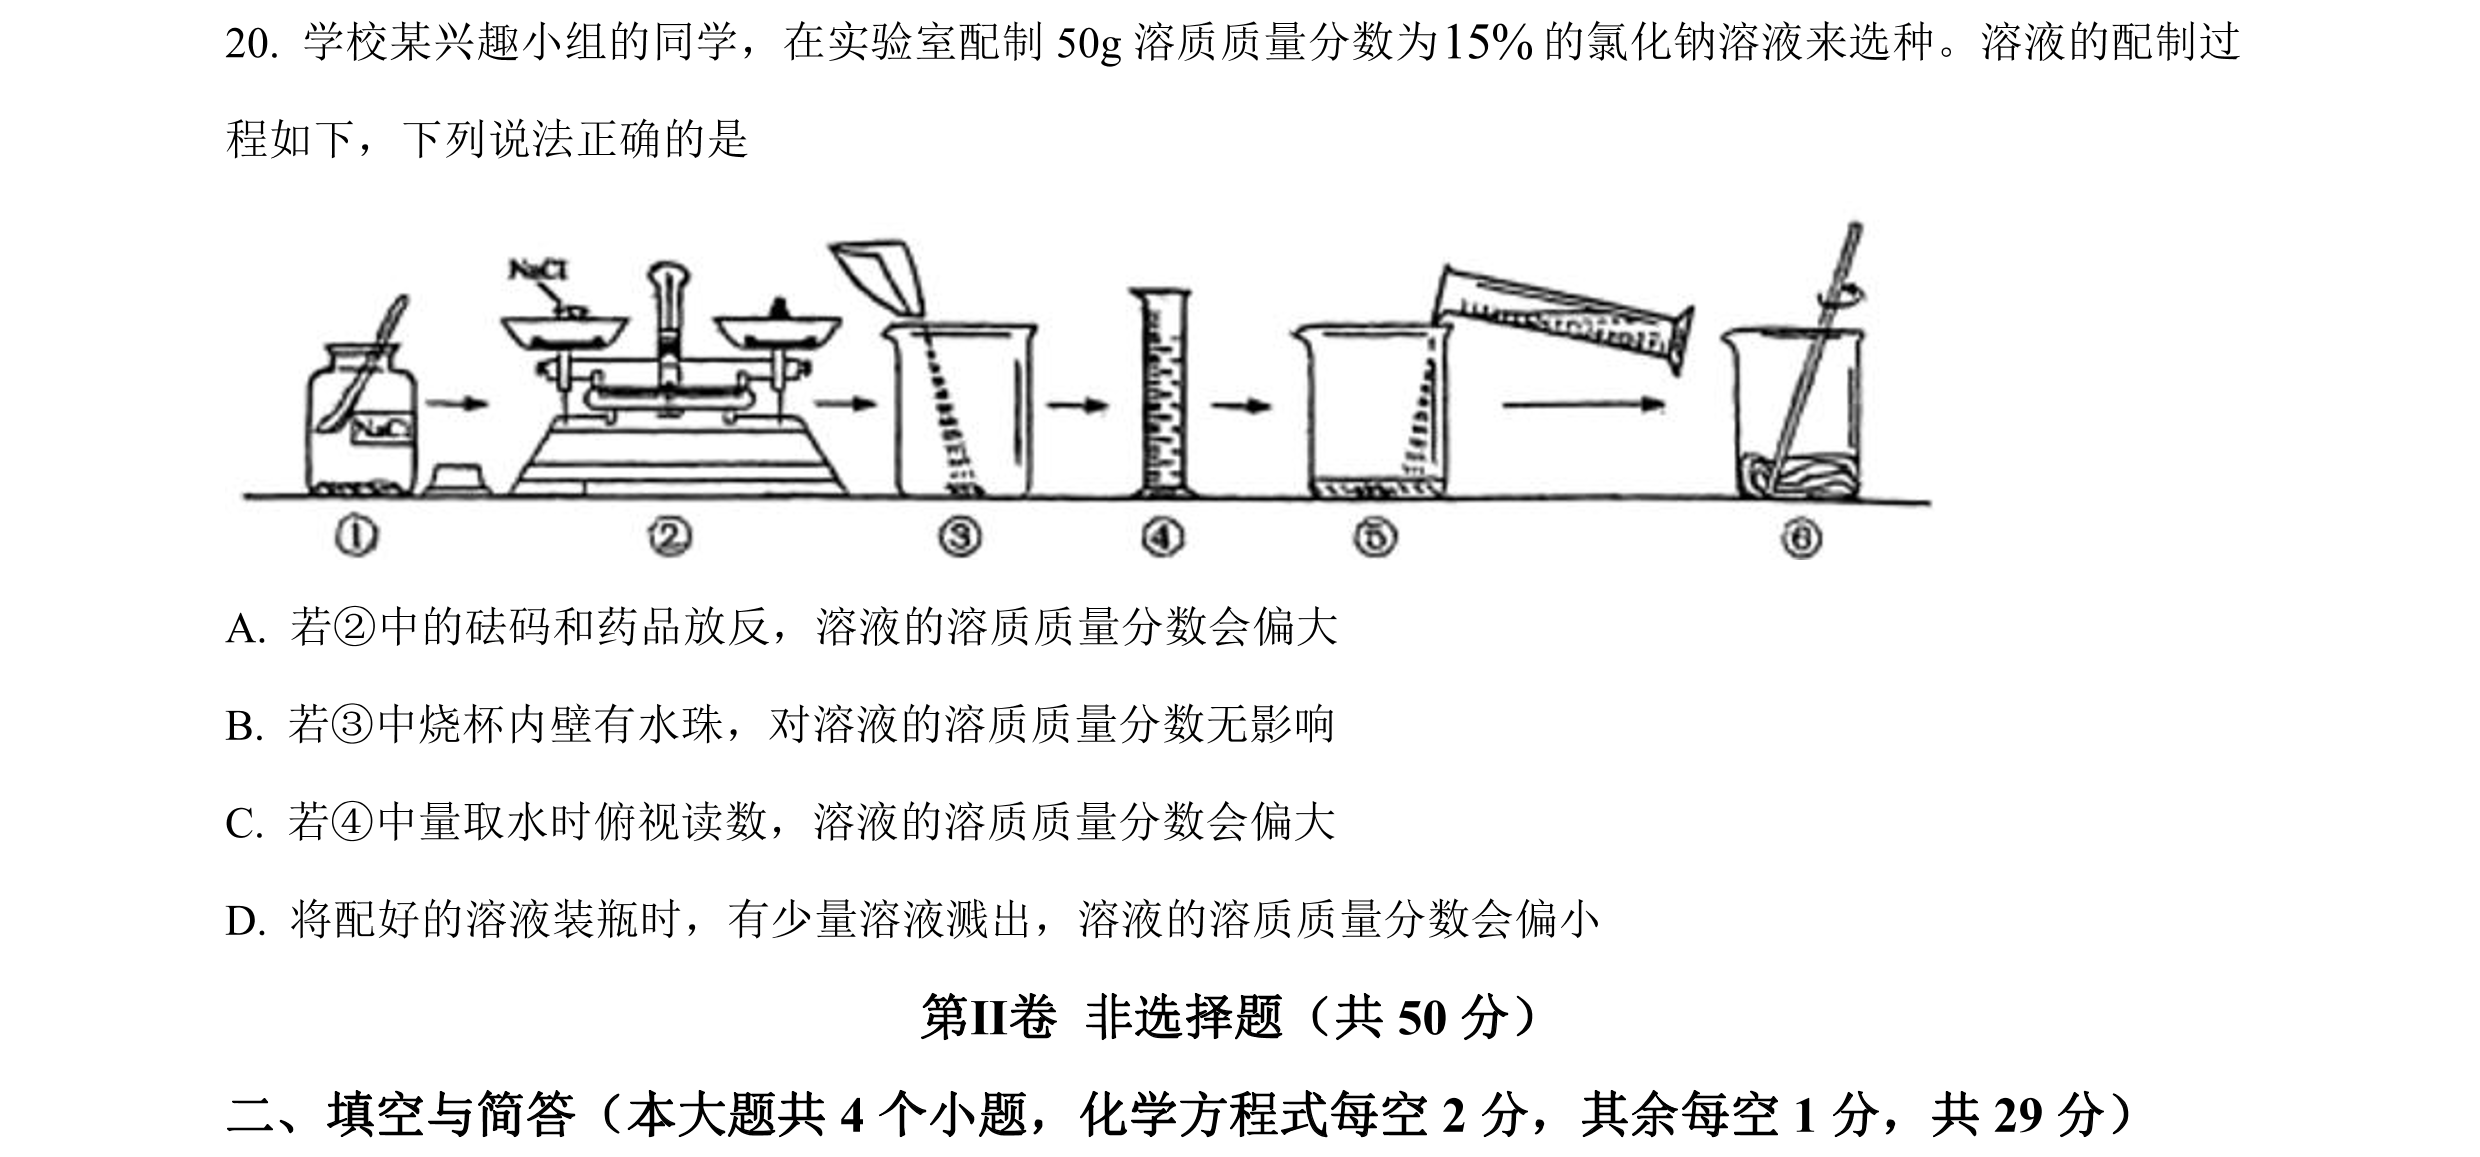 20. 学校某兴趣小组的同学，在实验室配制 50g 溶质质量分数为15% 的氯化钠溶液来选种。溶液的配制过
程如下，下列说法正确的是
NaCl
NaCl
① ② ③ ④ ⑤ ⑥
A. 若②中的砝码和药品放反，溶液的溶质质量分数会偏大
B. 若③中烧杯内壁有水珠，对溶液的溶质质量分数无影响
C. 若④中量取水时俯视读数，溶液的溶质质量分数会偏大
D. 将配好的溶液装瓶时，有少量溶液溅出，溶液的溶质质量分数会偏小
第II卷 非选择题（共 50 分）
二、填空与简答（本大题共 4 个小题，化学方程式每空 2 分，其余每空 1 分，共 29 分）